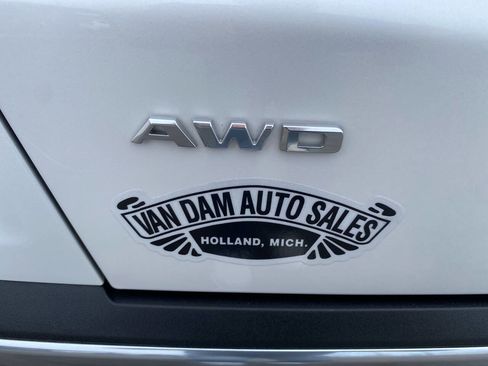 AWD
VAN DAM AUTO SALES
HOLLAND, MICH.